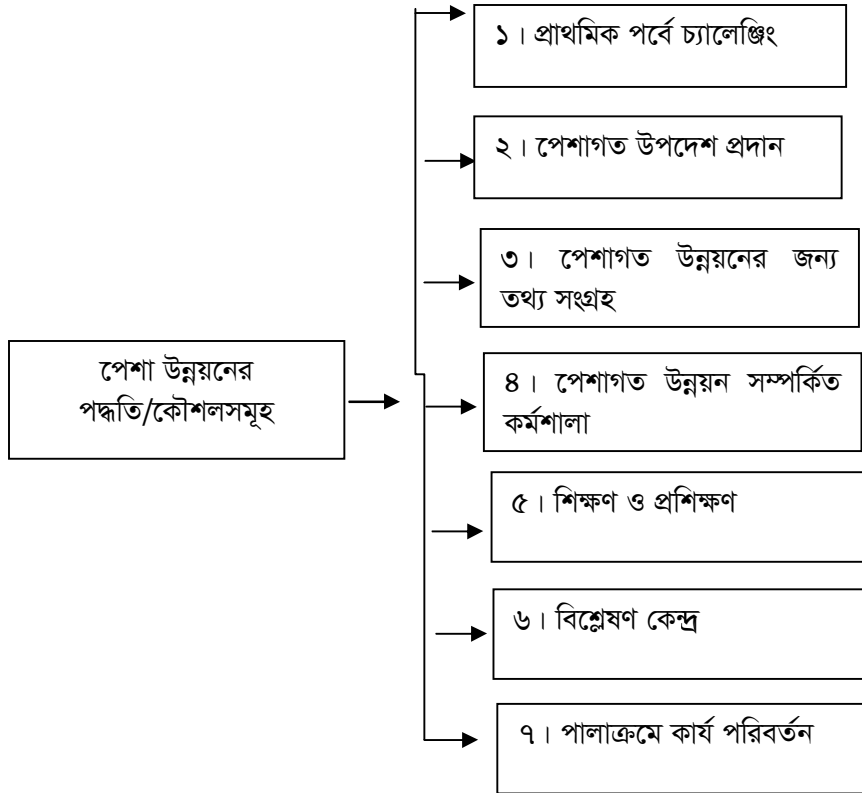 ১। প্রাথমিক পর্বে চ্যালেঞ্জিং
২। পেশাগত উপদেশ প্রদান
৩। পেশাগত উন্নয়নের জন্য
তথ্য সংগ্রহ
পেশা উন্নয়নের
পদ্ধতি/কৌশলসমূহ
৪। পেশাগত উন্নয়ন সম্পর্কিত
কর্মশালা
৫। শিক্ষণ ও প্রশিক্ষণ
৬। বিশ্লেষণ কেন্দ্র
৭। পালাক্রমে কার্য পরিবর্তন